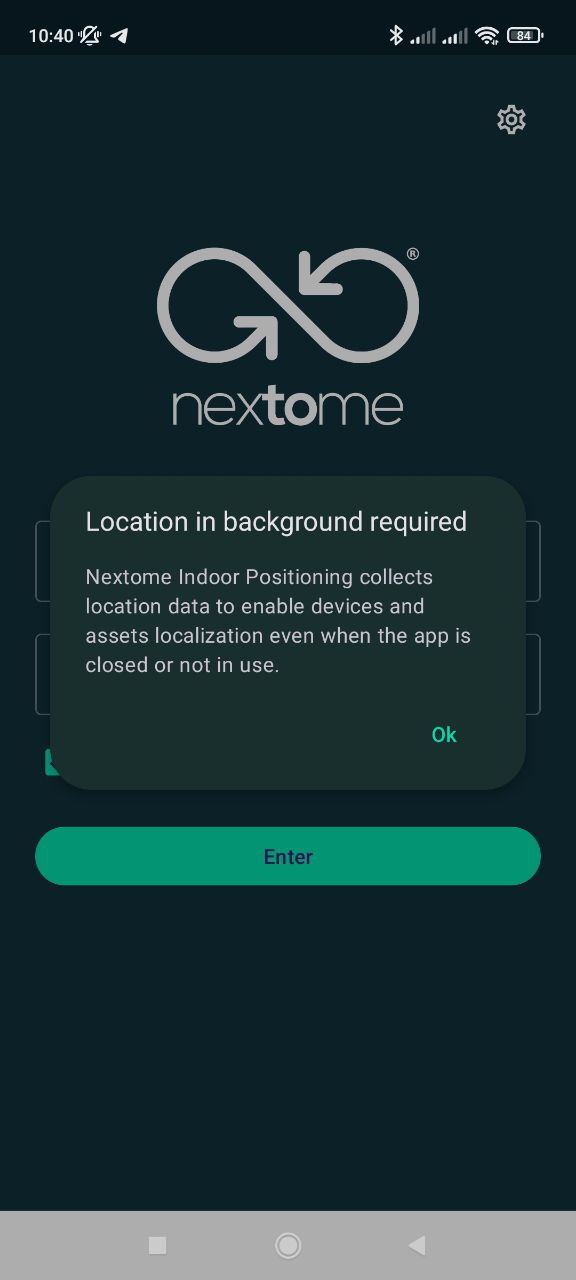 10:40
84
®
nextome
Location in background required
Nextome Indoor Positioning collects
location data to enable devices and
assets localization even when the app is
closed or not in use.
Ok
Enter